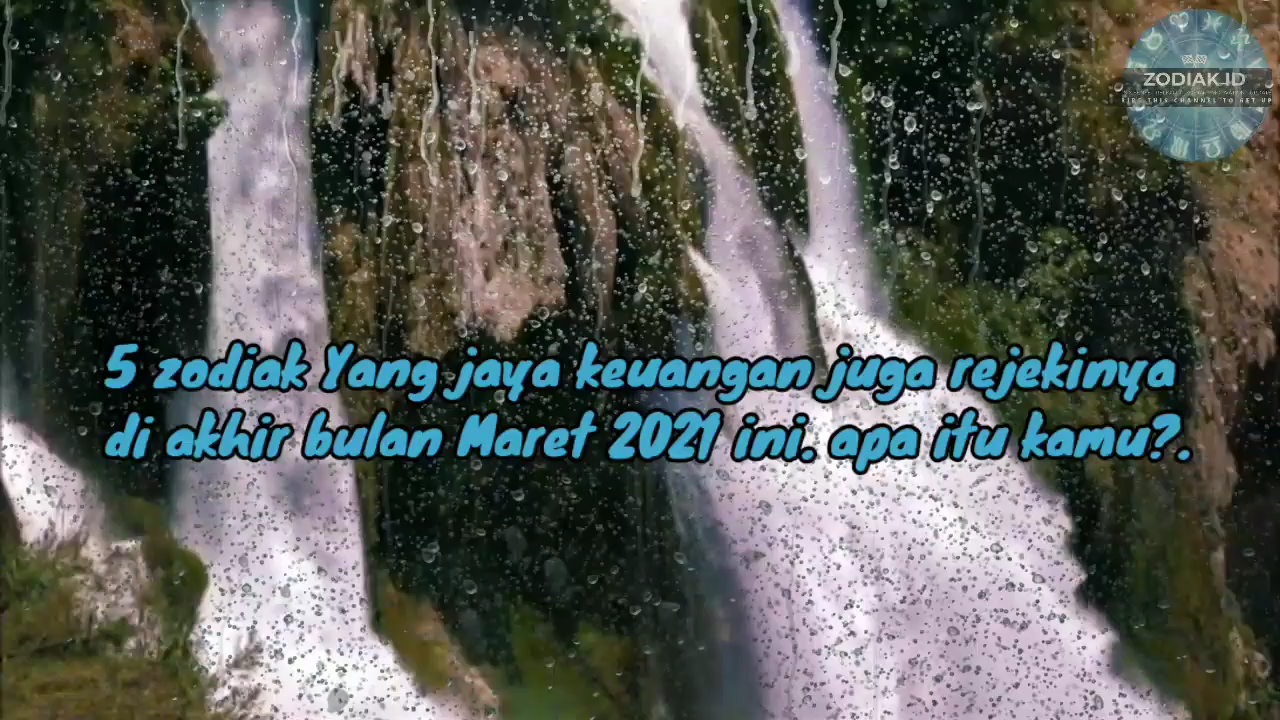 ZODIAK.ID
5 zodiak Yang jaya keuangan juga rejekinya
di akhir bulan Maret 2021 ini. apa itu kamu?.